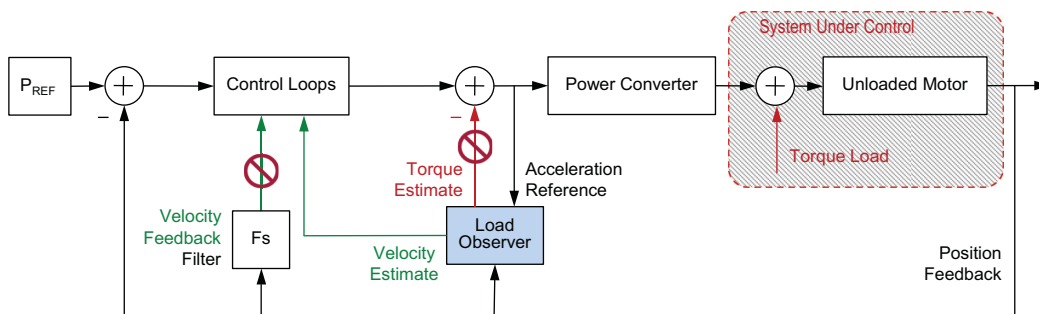 System Under Control
P REF
+
Control Loops
+
Power Converter
+
Unloaded Motor
–
–
Torque
Estimate
Acceleration
Reference
Torque Load
Velocity
Feedback
Filter
Fs
Load
Observer
Velocity
Estimate
Position
Feedback